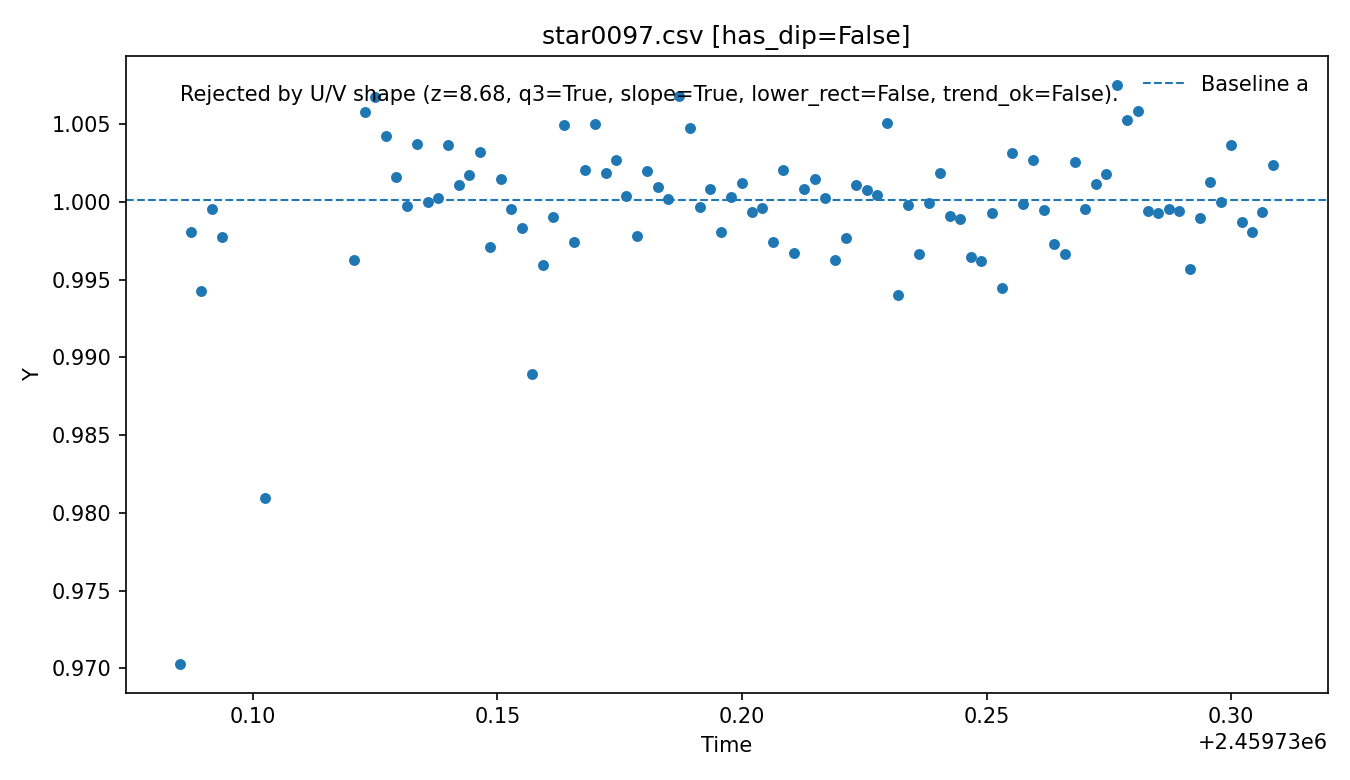 star0097.csv [has_dip=False]
Rejected by U/V shape (z=8.68, q3=True, slope=True, lower_rect=False, trend_ok=False).
Baseline a
1.005
1.000
0.995
0.990
0.985
0.980
0.975
0.970
Y
0.10
0.15
0.20
0.25
0.30
Time
+2.45973e6